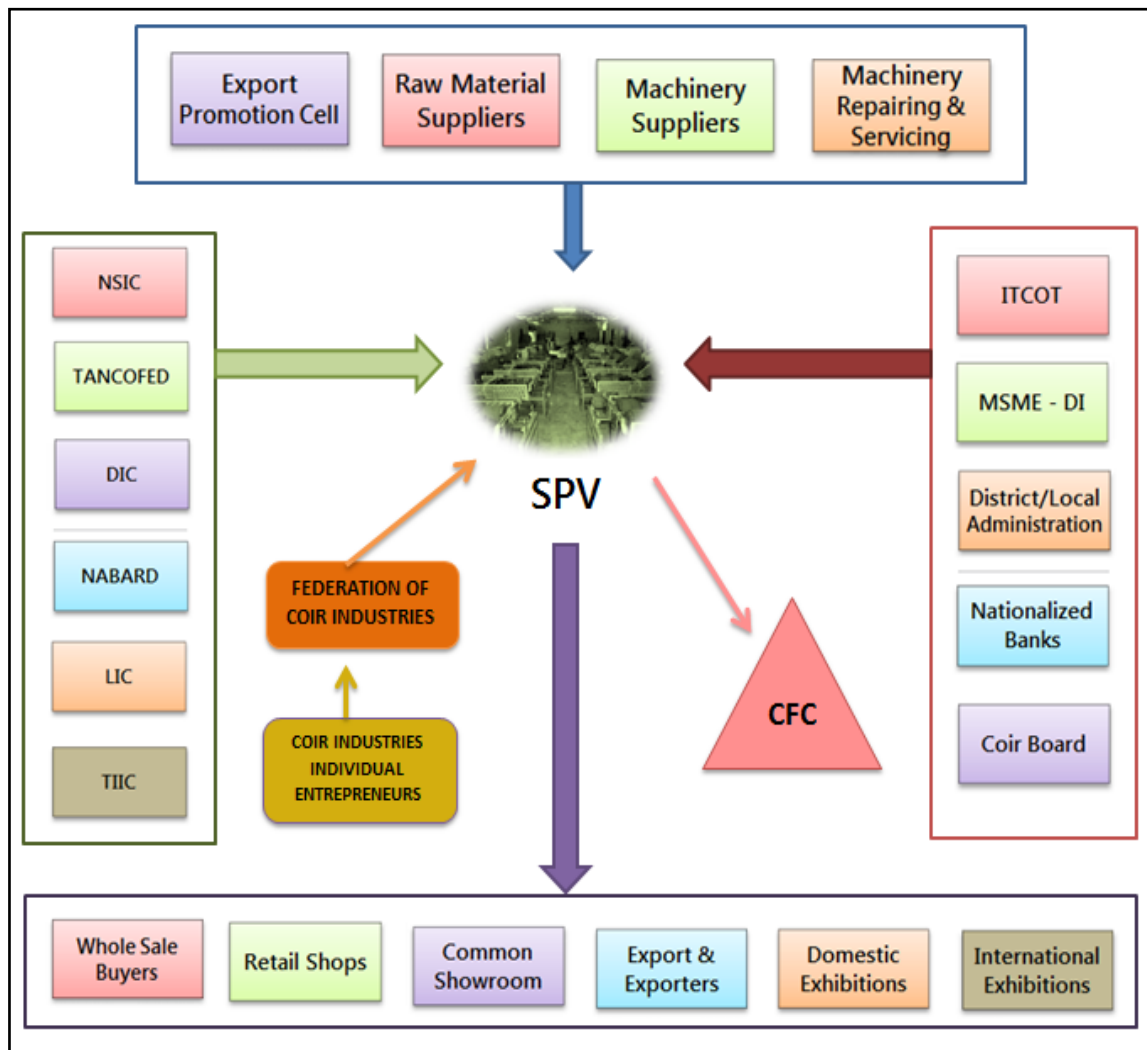 Export
Promotion Cell
Raw Material
Suppliers
Machinery
Suppliers
Machinery
Repairing &
Servicing
NSIC
TANCOFED
DIC
NABARD
LIC
TIIC
ITCOT
MSME - DI
District/Local
Administration
Nationalized
Banks
Coir Board
SPV
FEDERATION OF
COIR INDUSTRIES
COIR INDUSTRIES
INDIVIDUAL
ENTREPRENEURS
CFC
Whole Sale
Buyers
Retail Shops
Common
Showroom
Export &
Exporters
Domestic
Exhibitions
International
Exhibitions